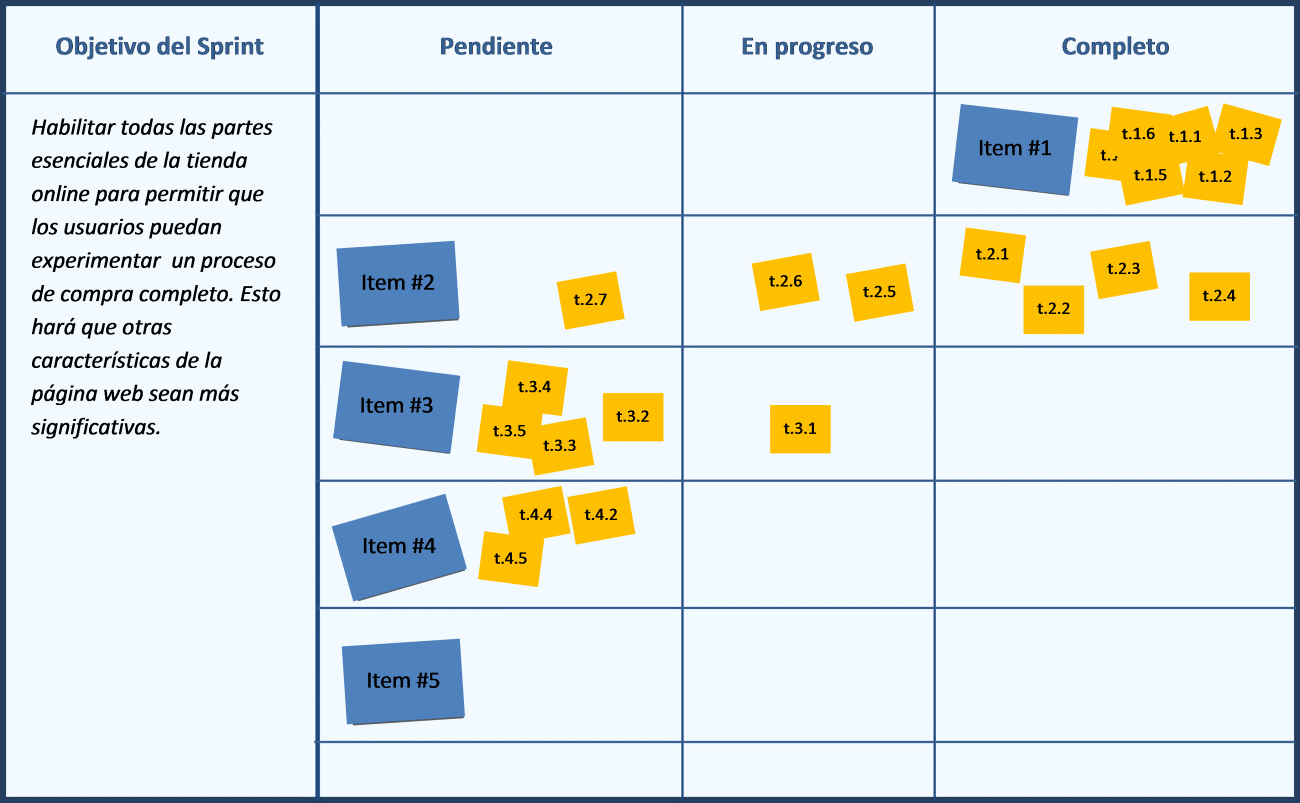 Objetivo del Sprint
Pendiente
En progreso
Completo
Habilitar todas las partes
esenciales de la tienda
online para permitir que
los usuarios puedan
experimentar un proceso
de compra completo. Esto
hará que otras
características de la
página web sean más
significativas.
Item #1
t.1.6
t.1.1
t.1.3
t.1.5
t.1.2
Item #2
t.2.7
t.2.6
t.2.5
t.2.1
t.2.3
t.2.2
t.2.4
Item #3
t.3.4
t.3.5
t.3.3
t.3.2
t.3.1
Item #4
t.4.4
t.4.2
t.4.5
Item #5